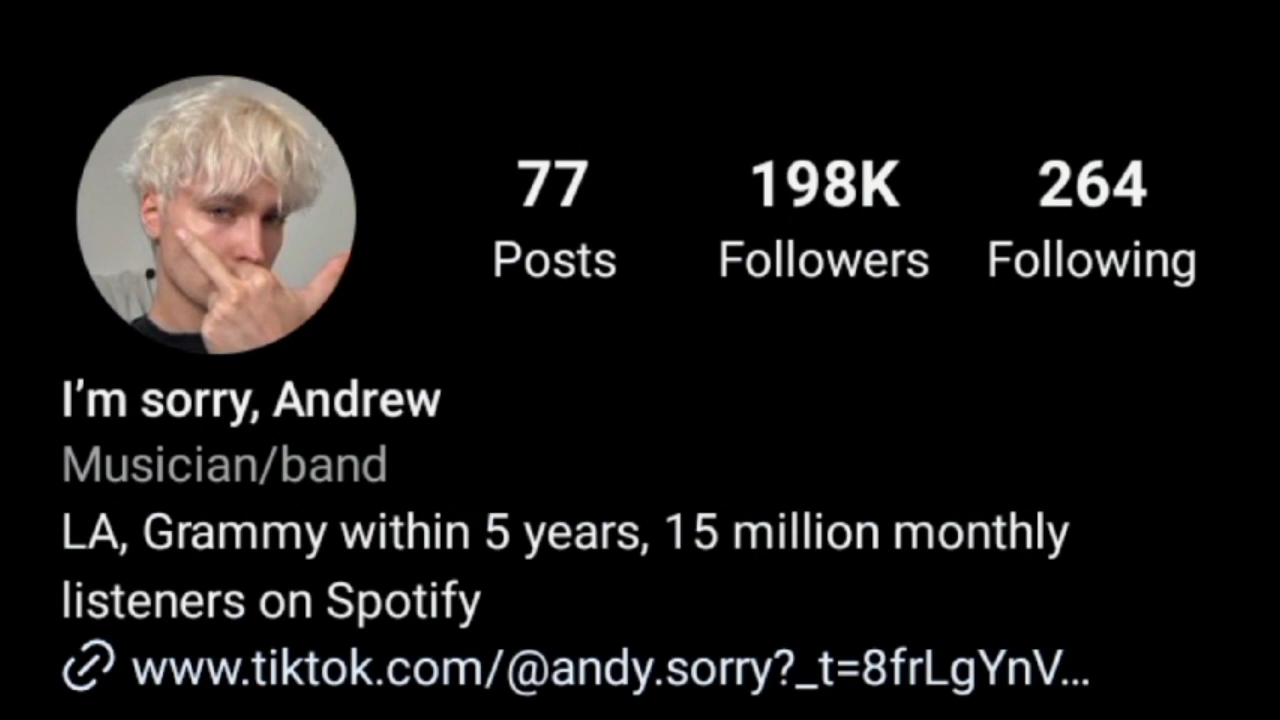 77 198K 264
Posts Followers Following
I’m sorry, Andrew
Musician/band
LA, Grammy within 5 years, 15 million monthly
listeners on Spotify
www.tiktok.com/@andy.sorry?_t=8frLgYnV...